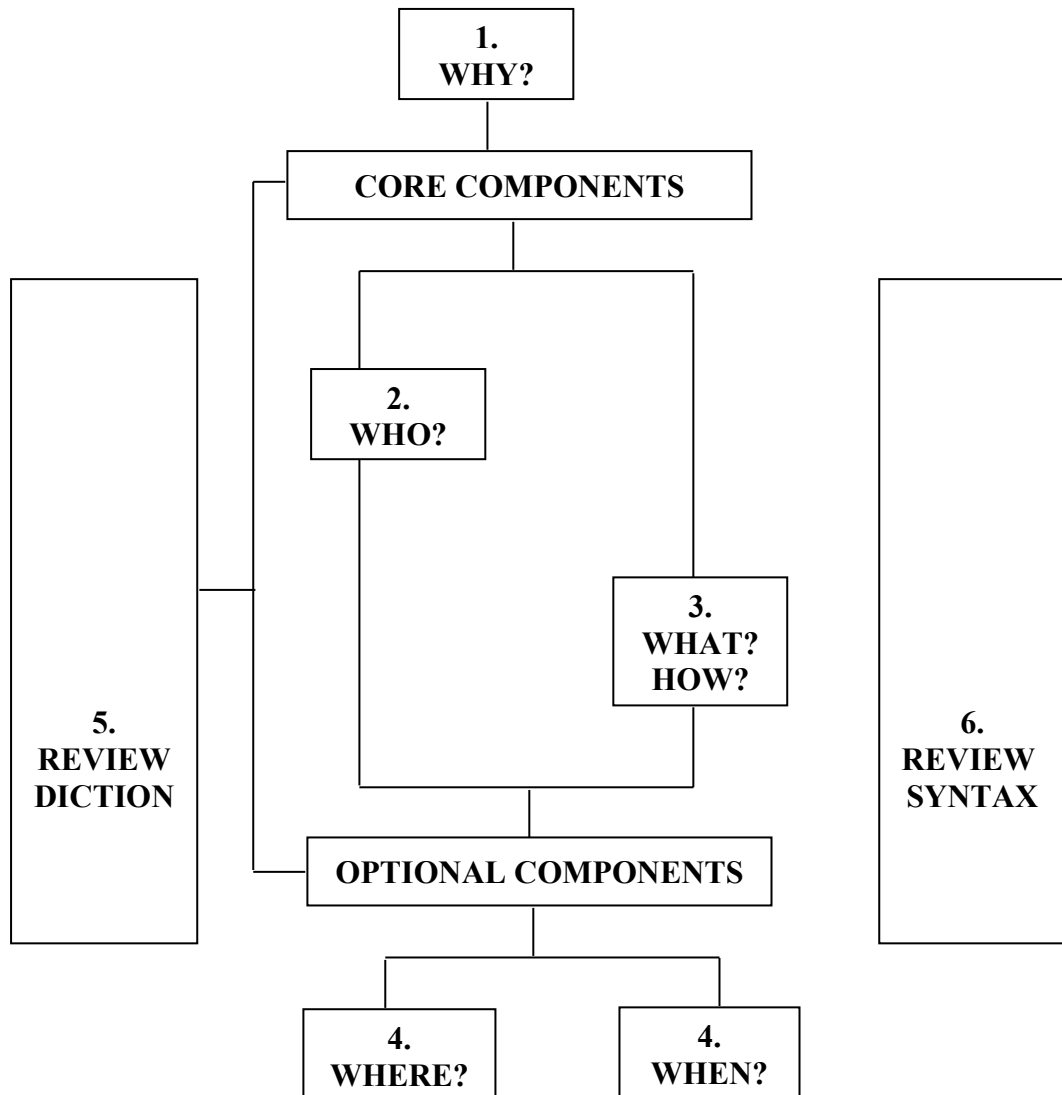 1.
WHY?
CORE COMPONENTS
2.
WHO?
3.
WHAT?
HOW?
5.
REVIEW
DICTION
6.
REVIEW
SYNTAX
OPTIONAL COMPONENTS
4.
WHERE?
4.
WHEN?